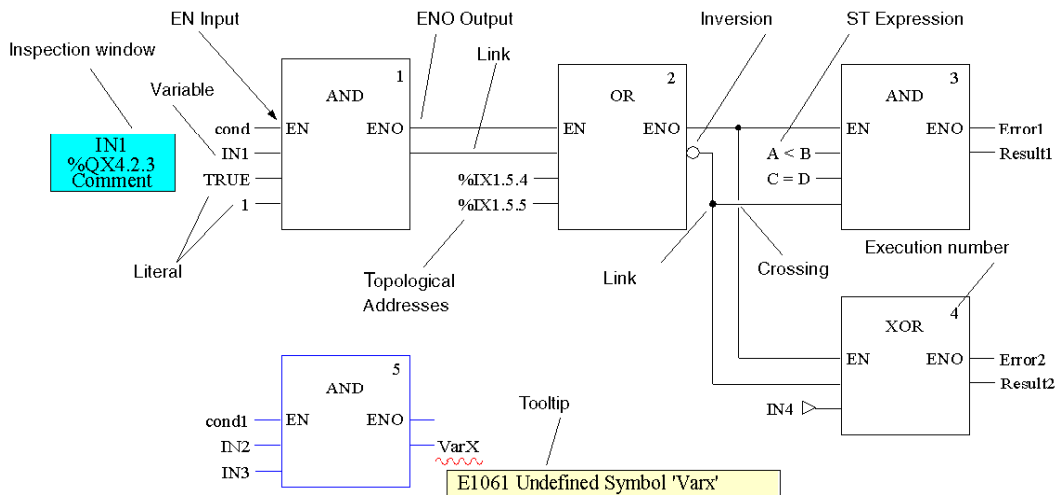 EN Input
ENO Output
Inversion
ST Expression
Inspection window
Link
Variable
1
AND
EN
ENO
cond
IN1
TRUE
1
2
OR
EN
ENO
%IX1.5.4
%IX1.5.5
3
AND
EN
ENO
A < B
C = D
Error1
Result1
IN1
%QX4.2.3
Comment
Literal
Topological
Addresses
Link
Crossing
Execution number
4
XOR
EN
ENO
IN4
Error2
Result2
5
AND
EN
ENO
cond1
IN2
IN3
VarX
Tooltip
E1061 Undefined Symbol 'Varx'